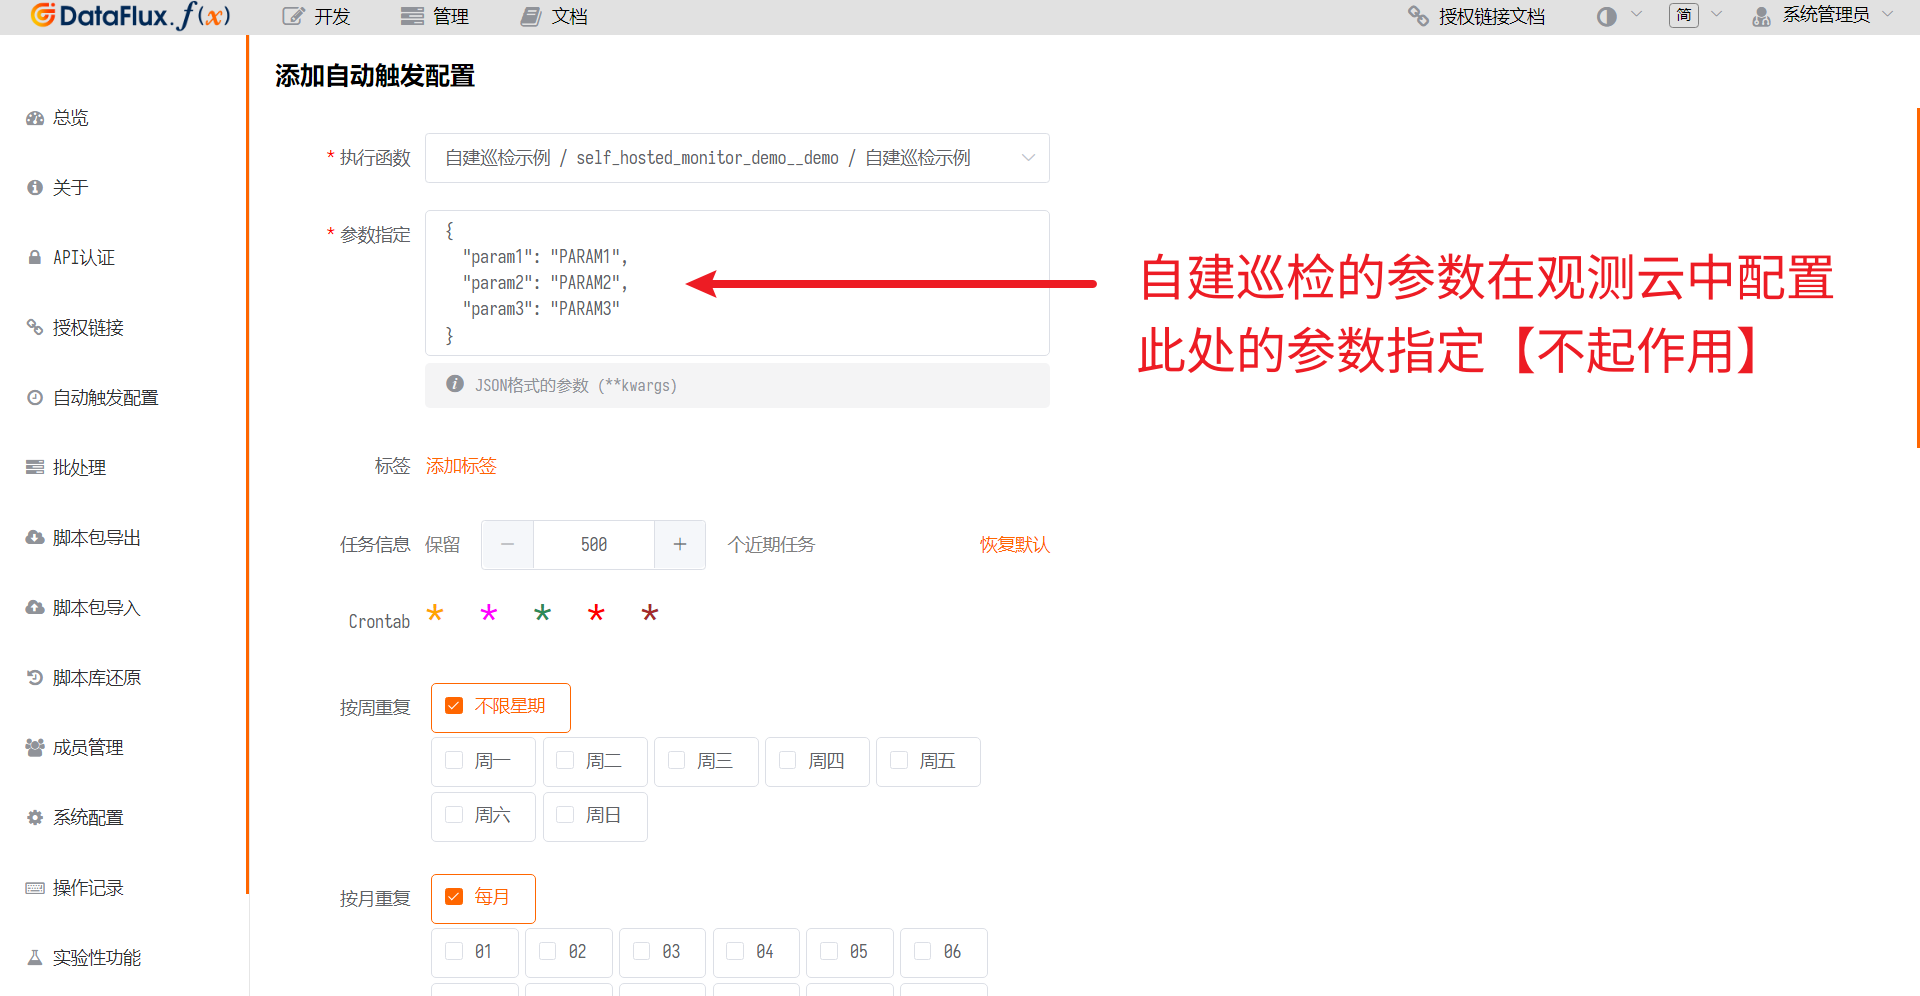 DataFlux.f(x) 开发 管理 文档 授权链接文档 简 系统管理员
总览
关于
API认证
授权链接
自动触发配置
批处理
脚本包导出
脚本包导入
脚本库还原
成员管理
系统配置
操作记录
实验性功能
添加自动触发配置
* 执行函数 自建巡检示例 / self_hosted_monitor_demo__demo / 自建巡检示例
* 参数指定
{
"param1": "PARAM1",
"param2": "PARAM2",
"param3": "PARAM3"
}
JSON格式的参数 (**kwargs)
自建巡检的参数在观测云中配置
此处的参数指定【不起作用】
标签 添加标签
任务信息 保留 － 500 + 个近期任务 恢复默认
Crontab * * * * *
按周重复 不限星期
周一 周二 周三 周四 周五
周六 周日
按月重复 每月
01 02 03 04 05 06